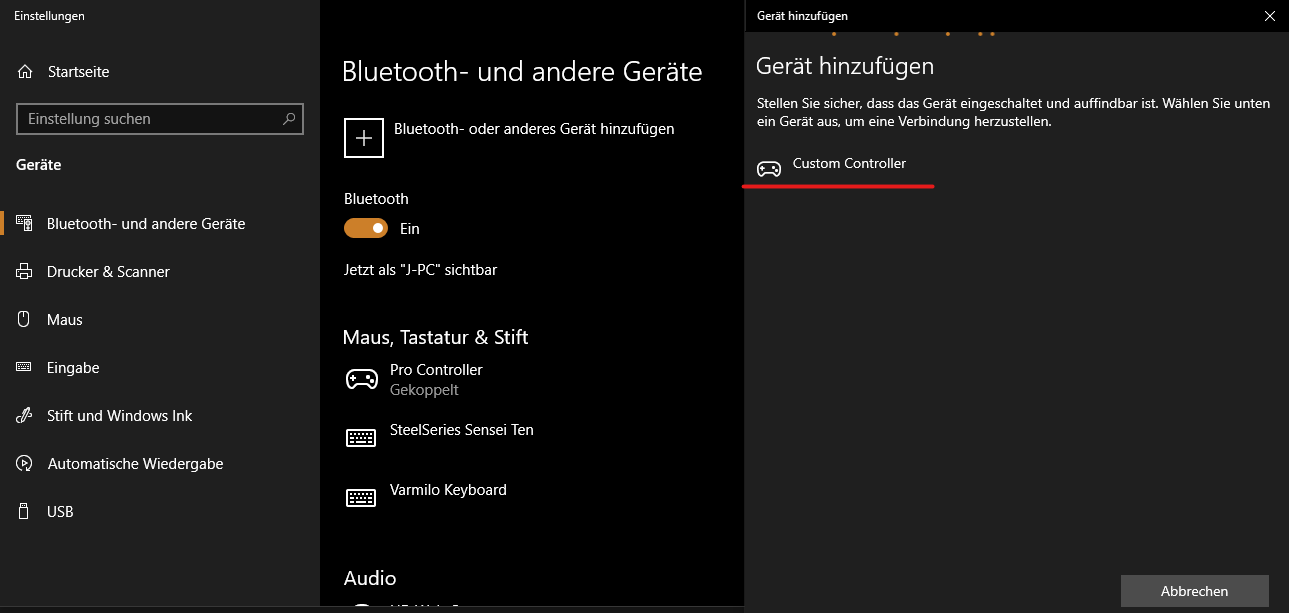 Einstellungen
Startseite
Einstellung suchen
Geräte
Bluetooth- und andere Geräte
Drucker & Scanner
Maus
Eingabe
Stift und Windows Ink
Automatische Wiedergabe
USB
Bluetooth- und andere Geräte
Bluetooth- oder anderes Gerät hinzufügen
Bluetooth
Ein
Jetzt als "J-PC" sichtbar
Maus, Tastatur & Stift
Pro Controller
Gekoppelt
SteelSeries Sensei Ten
Varmilo Keyboard
Audio
Gerät hinzufügen
Gerät hinzufügen
Stellen Sie sicher, dass das Gerät eingeschaltet und auffindbar ist. Wählen Sie unten
ein Gerät aus, um eine Verbindung herzustellen.
Custom Controller
Abbrechen